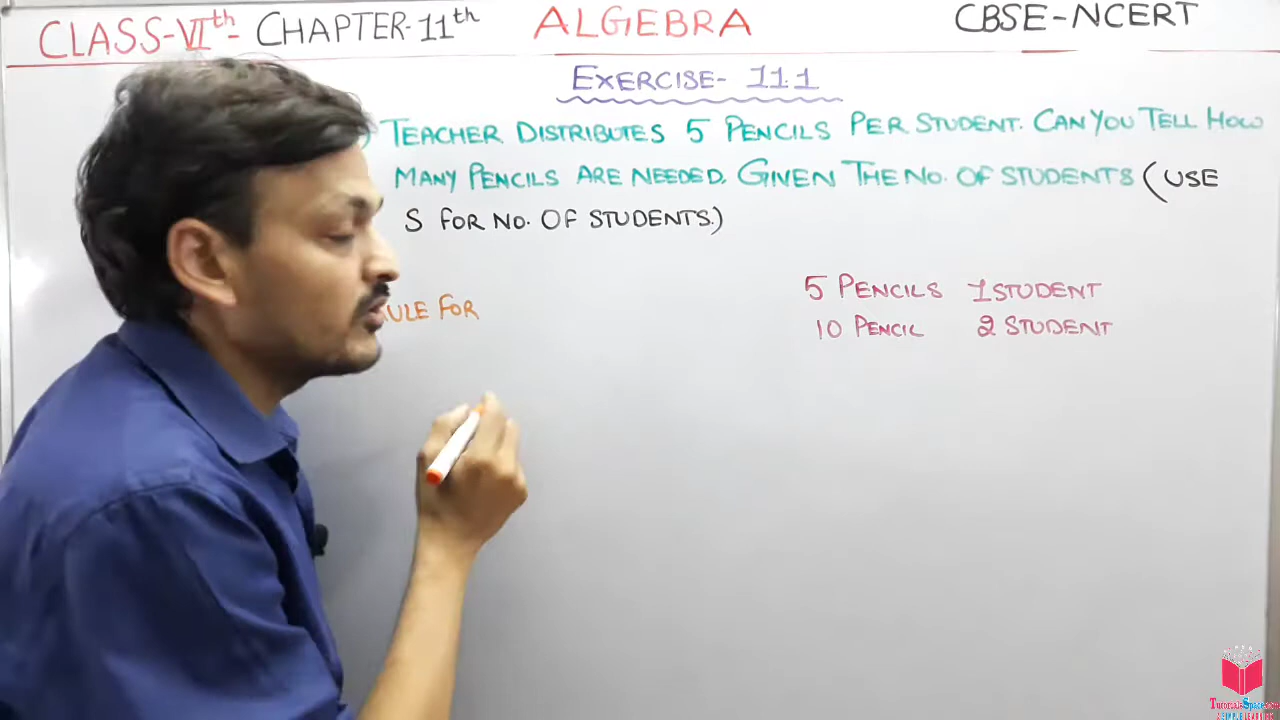 CLASS-VIth- CHAPTER-11th ALGEBRA CBSE-NCERT
EXERCISE- 11.1
TEACHER DISTRIBUTES 5 PENCILS PER STUDENT. CAN YOU TELL HOW
MANY PENCILS ARE NEEDED, GIVEN THE NO. OF STUDENTS (USE
S FOR NO. OF STUDENTS.)
5 PENCILS 1 STUDENT
ULE FOR
10 PENCIL 2 STUDENT